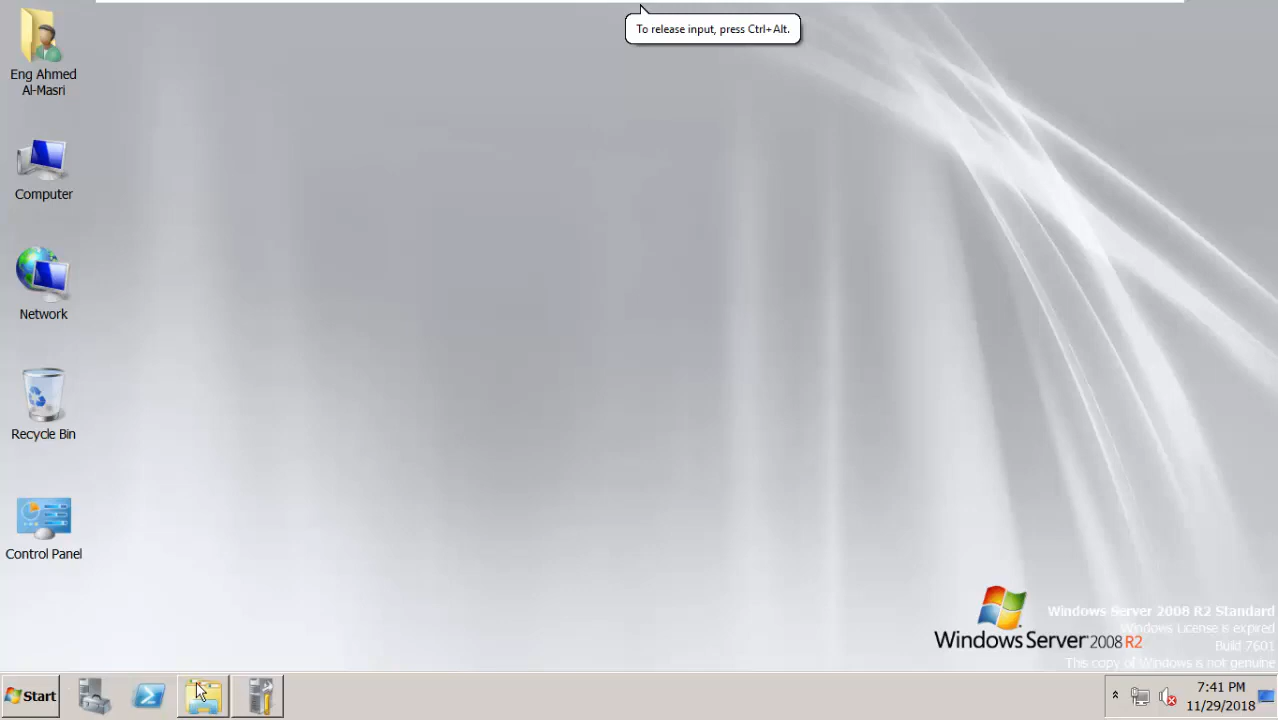 To release input, press Ctrl+Alt.
Eng Ahmed
Al-Masri
Computer
Network
Recycle Bin
Control Panel
Windows Server 2008 R2 Standard
Windows License is expired
Build 7601
This copy of Windows is not genuine
Windows Server 2008 R2
Start
7:41 PM
11/29/2018